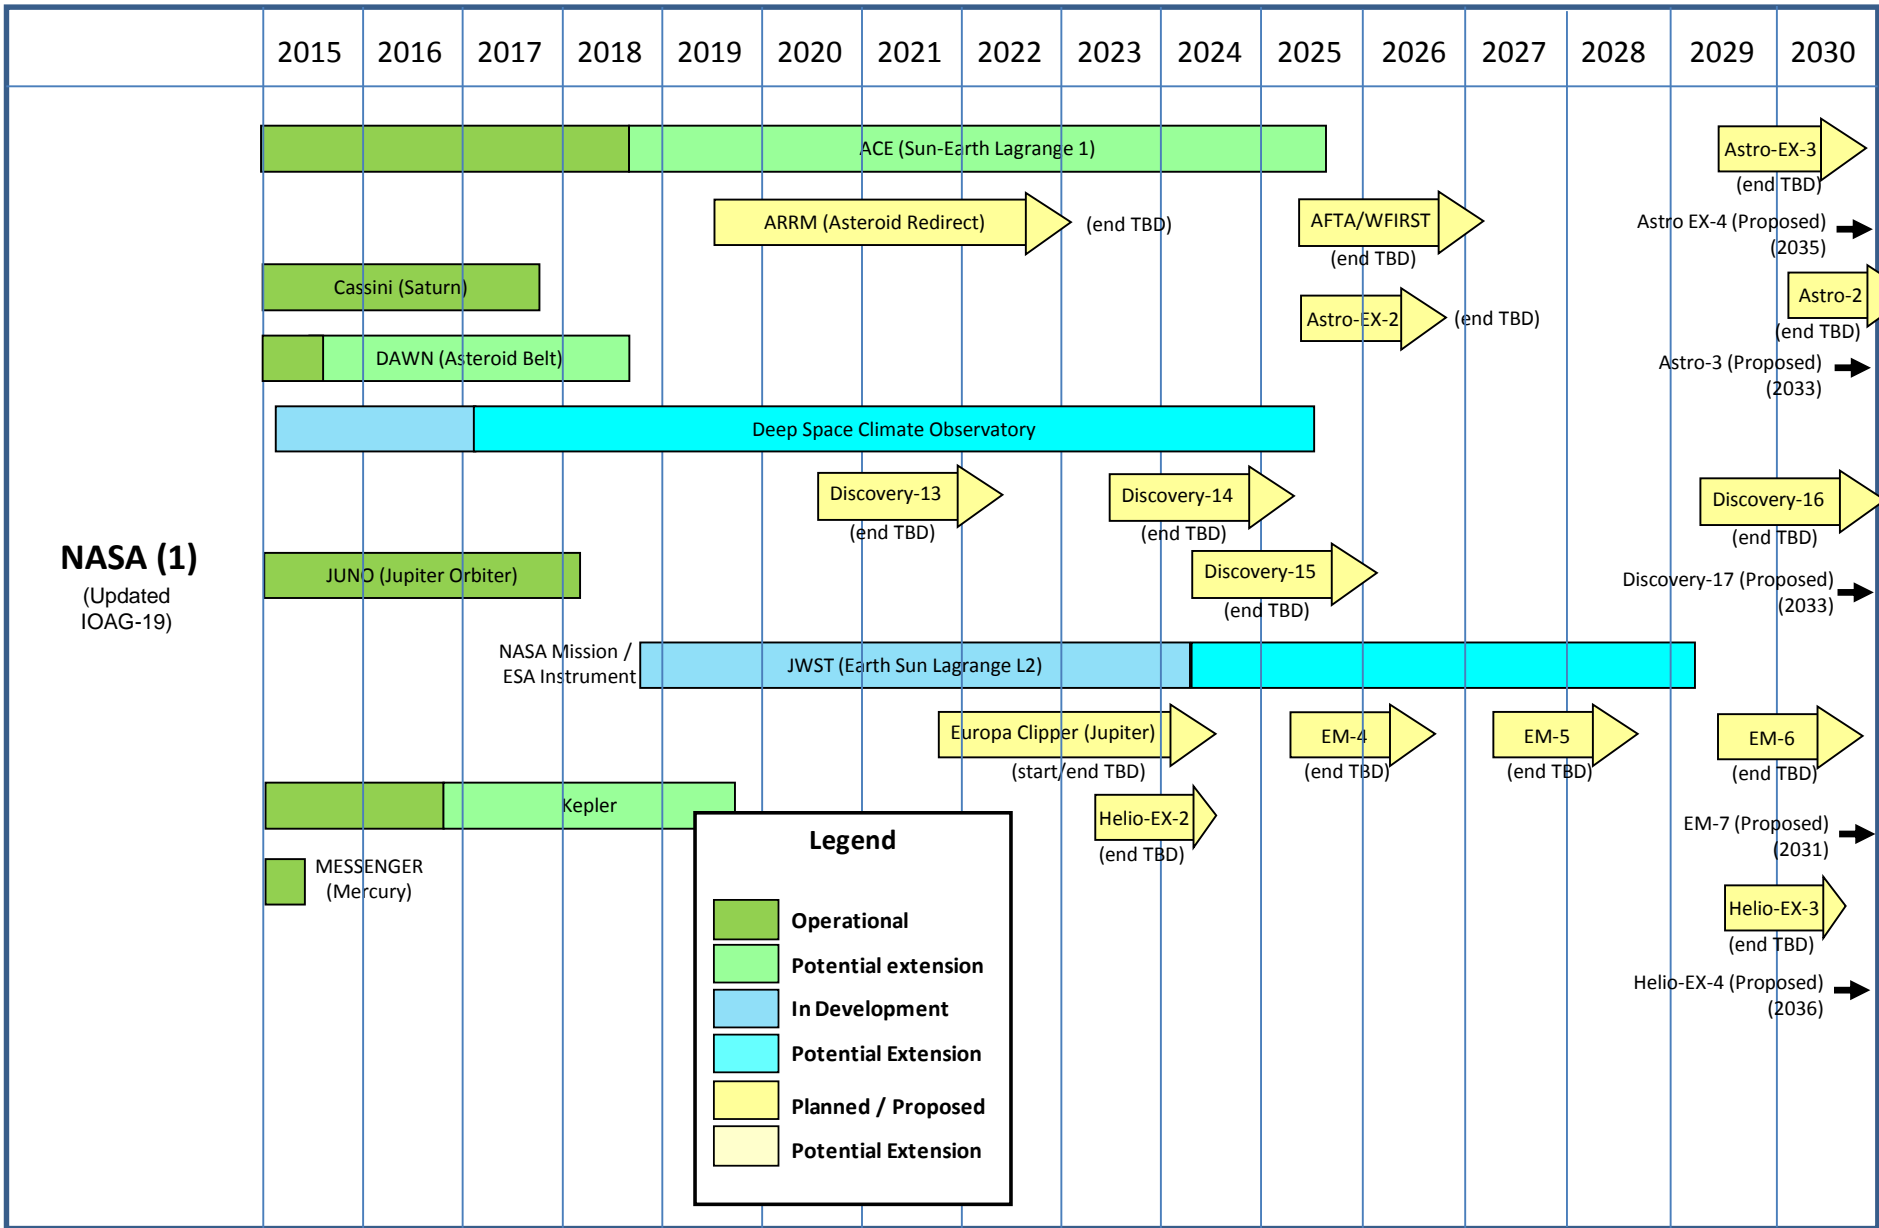 2015 2016 2017 2018 2019 2020 2021 2022 2023 2024 2025 2026 2027 2028 2029 2030
NASA (1)
(Updated
IOAG-19)
ACE (Sun-Earth Lagrange 1)
Astro-EX-3
(end TBD)
ARRM (Asteroid Redirect)
(end TBD)
AFTA/WFIRST
(end TBD)
Astro EX-4 (Proposed)
(2035)
Cassini (Saturn)
Astro-EX-2
(end TBD)
Astro-2
(end TBD)
DAWN (Asteroid Belt)
Astro-3 (Proposed)
(2033)
Deep Space Climate Observatory
Discovery-13
(end TBD)
Discovery-14
(end TBD)
Discovery-16
(end TBD)
JUNO (Jupiter Orbiter)
Discovery-15
(end TBD)
Discovery-17 (Proposed)
(2033)
NASA Mission /
ESA Instrument
JWST (Earth Sun Lagrange L2)
Europa Clipper (Jupiter)
(start/end TBD)
EM-4
(end TBD)
EM-5
(end TBD)
EM-6
(end TBD)
Kepler
Helio-EX-2
(end TBD)
EM-7 (Proposed)
(2031)
MESSENGER
(Mercury)
Helio-EX-3
(end TBD)
Helio-EX-4 (Proposed)
(2036)
Legend
Operational
Potential extension
In Development
Potential Extension
Planned / Proposed
Potential Extension